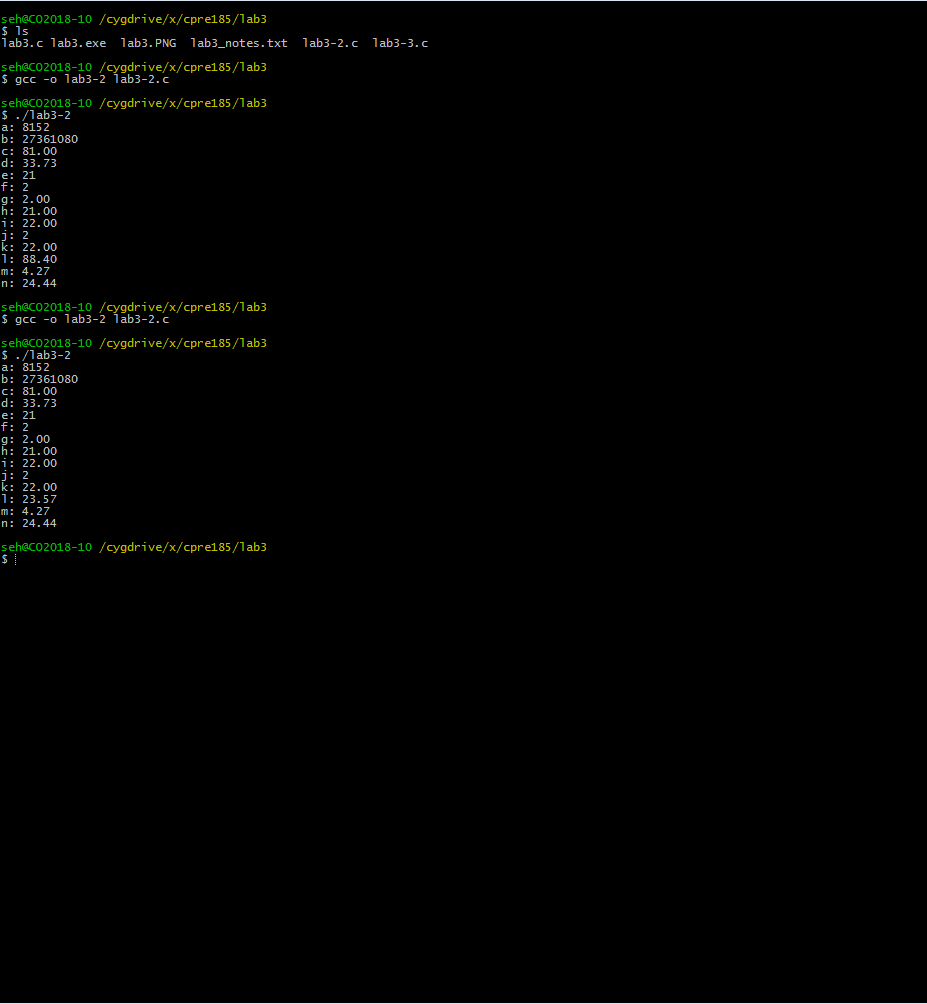 seh@CO2018-10 /cygdrive/x/cpre185/lab3
$ ls
lab3.c lab3.exe  lab3.PNG  lab3_notes.txt  lab3-2.c  lab3-3.c
seh@CO2018-10 /cygdrive/x/cpre185/lab3
$ gcc -o lab3-2 lab3-2.c
seh@CO2018-10 /cygdrive/x/cpre185/lab3
$ ./lab3-2
a: 8152
b: 27361080
c: 81.00
d: 33.73
e: 21
f: 2
g: 2.00
h: 21.00
i: 22.00
j: 2
k: 22.00
l: 88.40
m: 4.27
n: 24.44
seh@CO2018-10 /cygdrive/x/cpre185/lab3
$ gcc -o lab3-2 lab3-2.c
seh@CO2018-10 /cygdrive/x/cpre185/lab3
$ ./lab3-2
a: 8152
b: 27361080
c: 81.00
d: 33.73
e: 21
f: 2
g: 2.00
h: 21.00
i: 22.00
j: 2
k: 22.00
l: 23.57
m: 4.27
n: 24.44
seh@CO2018-10 /cygdrive/x/cpre185/lab3
$